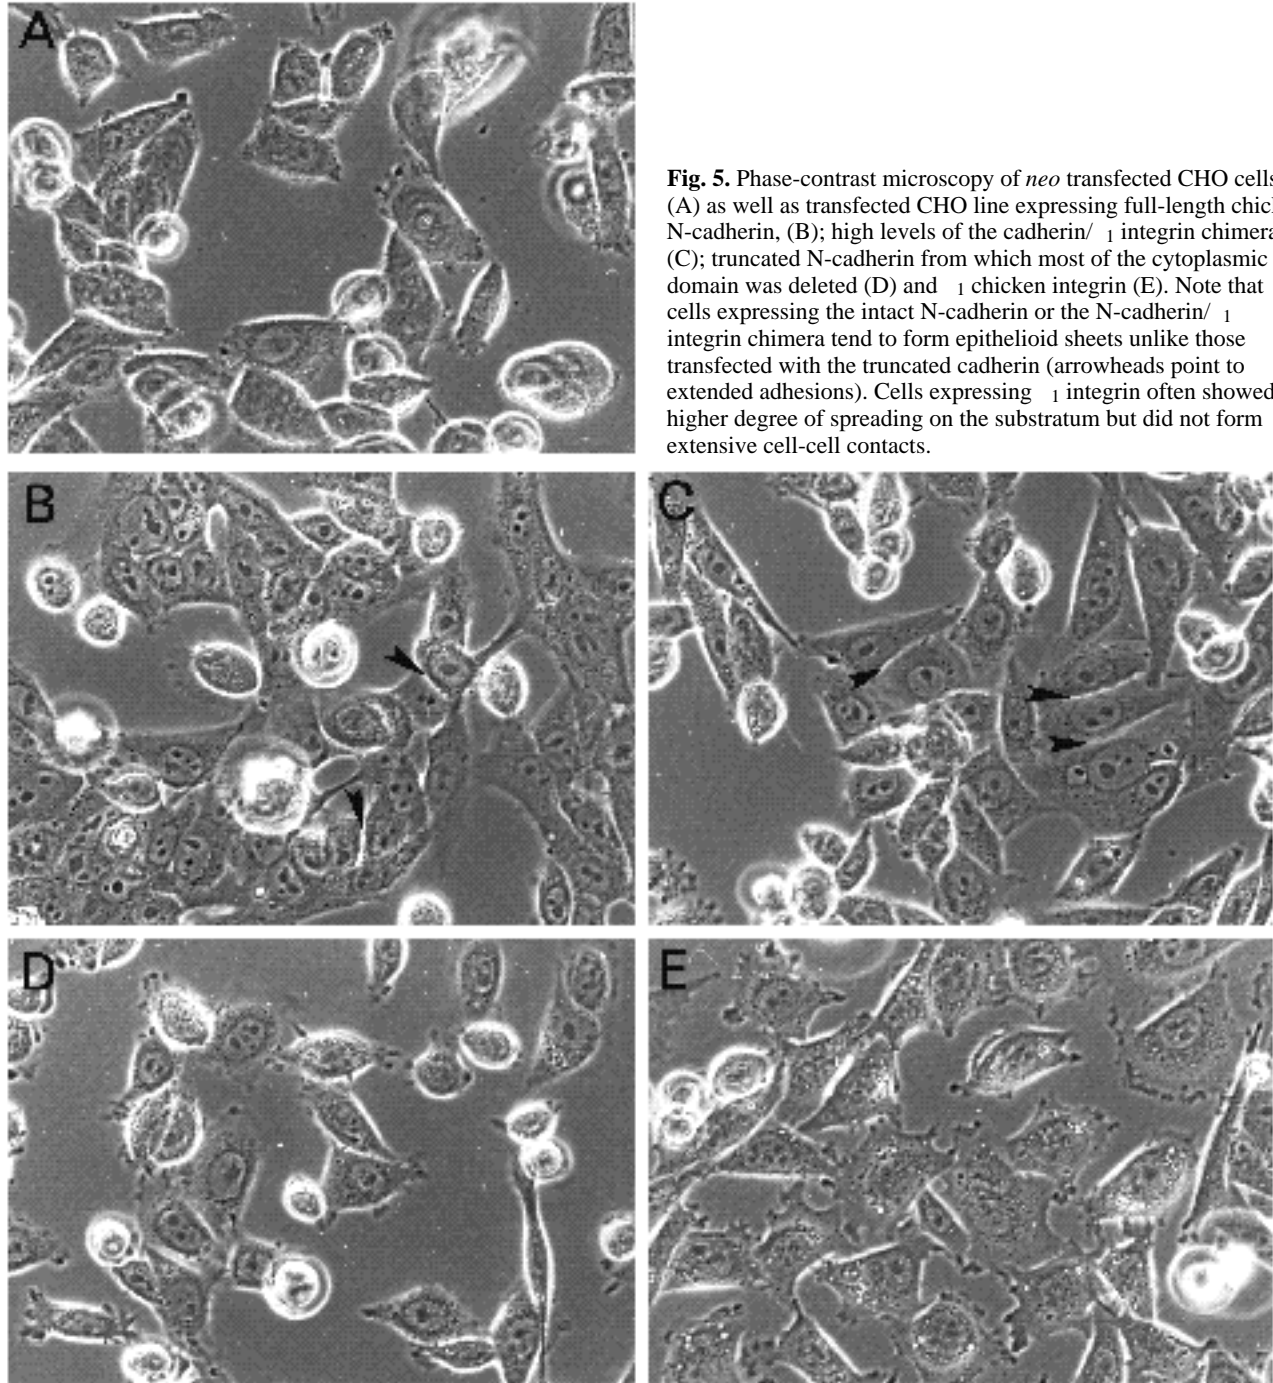 A
Fig. 5. Phase-contrast microscopy of neo transfected CHO cells
(A) as well as transfected CHO line expressing full-length chic
N-cadherin, (B); high levels of the cadherin/ 1 integrin chimera
(C); truncated N-cadherin from which most of the cytoplasmic
domain was deleted (D) and 1 chicken integrin (E). Note that
cells expressing the intact N-cadherin or the N-cadherin/ 1
integrin chimera tend to form epithelioid sheets unlike those
transfected with the truncated cadherin (arrowheads point to
extended adhesions). Cells expressing 1 integrin often showed
higher degree of spreading on the substratum but did not form
extensive cell-cell contacts.
B
C
D
E